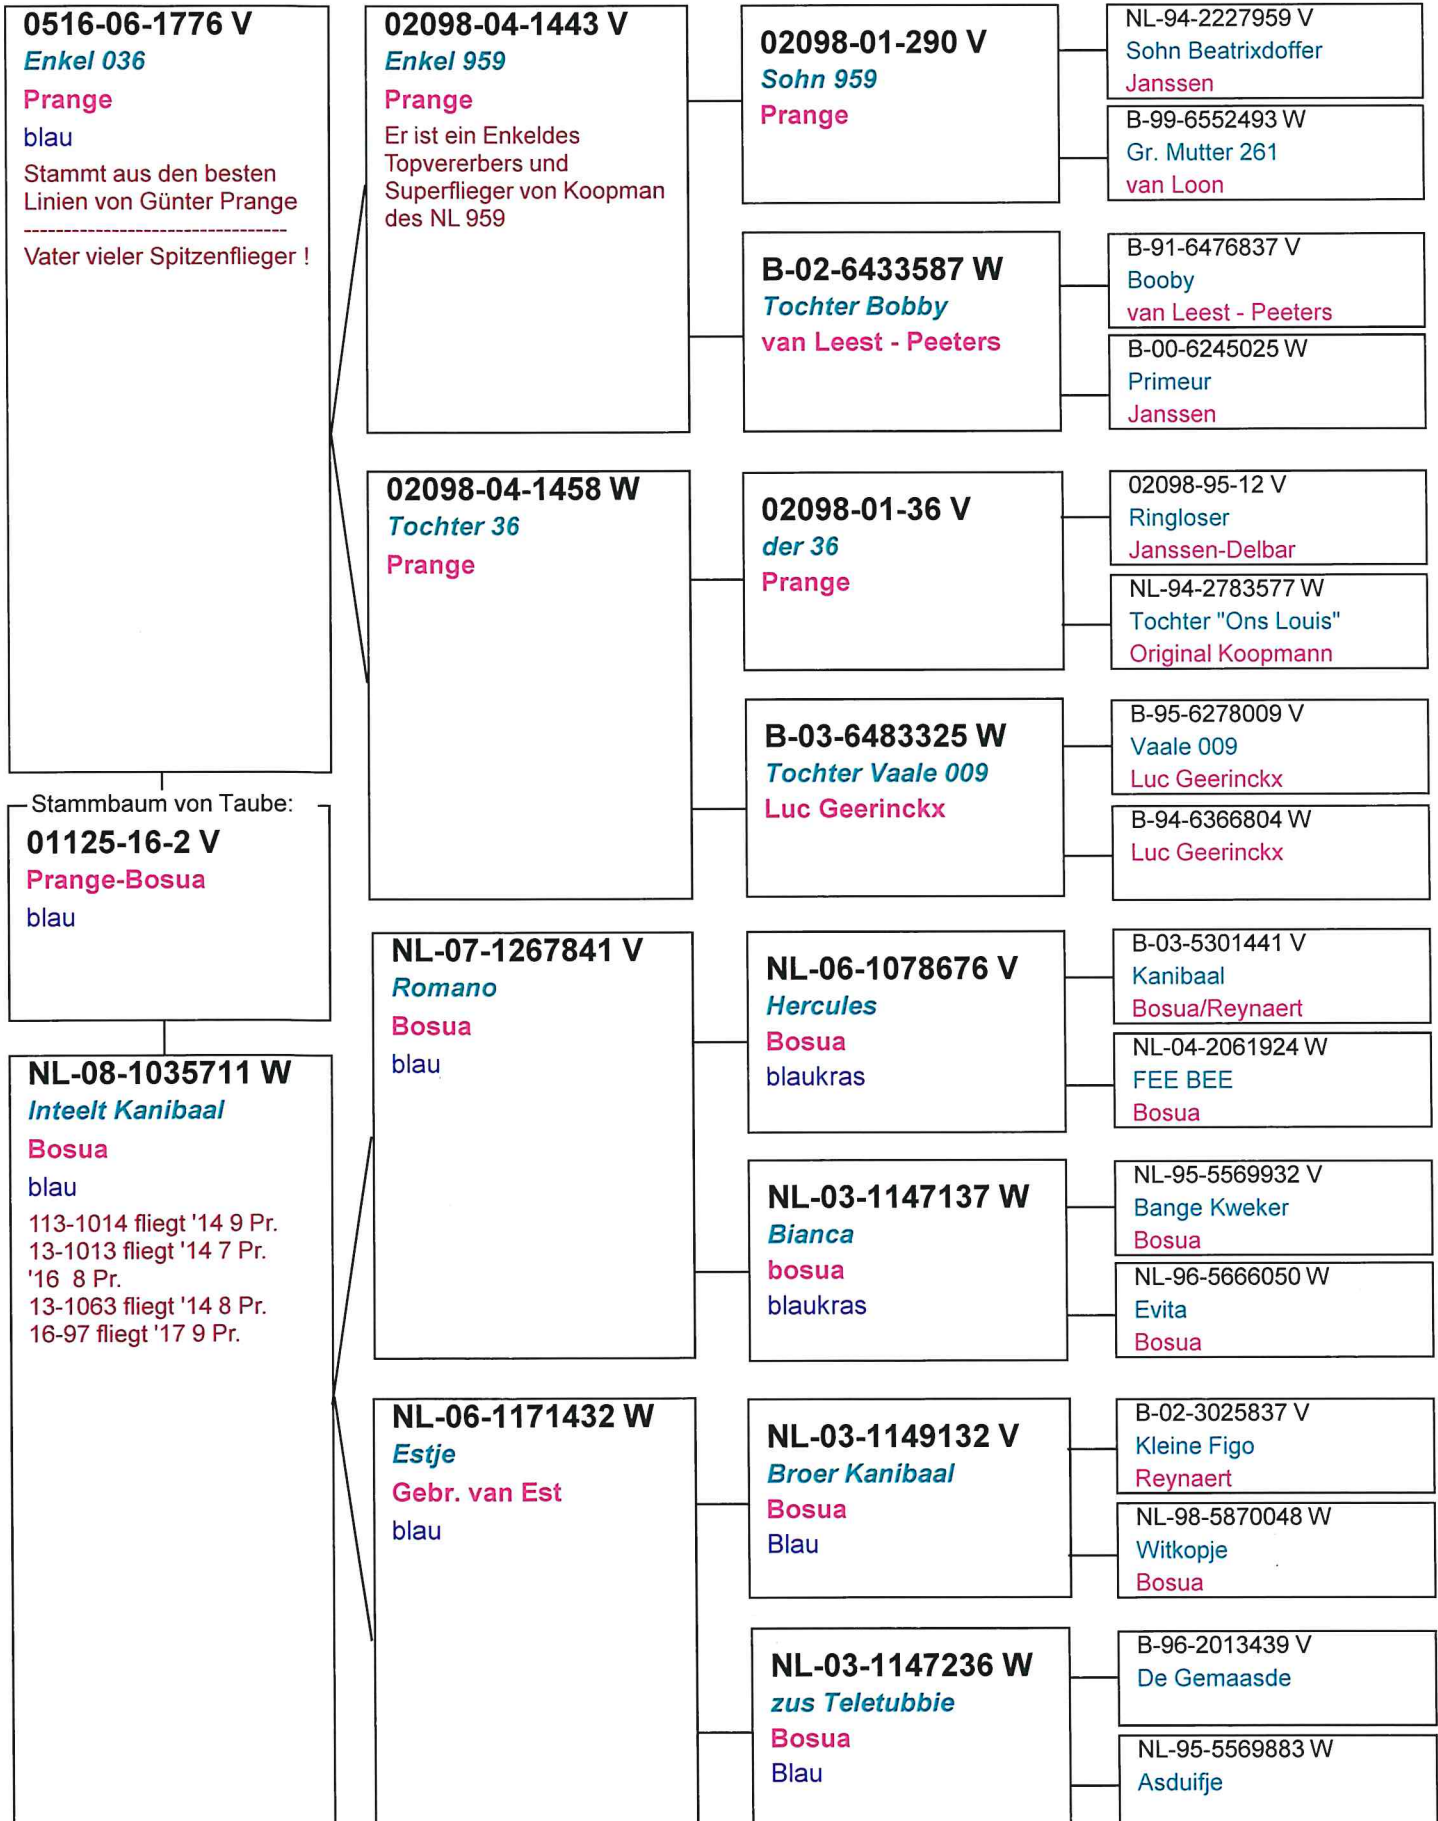 0516-06-1776 V
Enkel 036
Prange
blau
Stammt aus den besten
Linien von Günter Prange
---------------------------------
Vater vieler Spitzenflieger !
Stammbaum von Taube:
01125-16-2 V
Prange-Bosua
blau
NL-08-1035711 W
Inteelt Kanibaal
Bosua
blau
113-1014 fliegt '14 9 Pr.
13-1013 fliegt '14 7 Pr.
'16 8 Pr.
13-1063 fliegt '14 8 Pr.
16-97 fliegt '17 9 Pr.
02098-04-1443 V
Enkel 959
Prange
Er ist ein Enkeldes
Topvererbers und
Superflieger von Koopman
des NL 959
02098-04-1458 W
Tochter 36
Prange
NL-07-1267841 V
Romano
Bosua
blau
NL-06-1171432 W
Estje
Gebr. van Est
blau
02098-01-290 V
Sohn 959
Prange
B-02-6433587 W
Tochter Bobby
van Leest - Peeters
02098-01-36 V
der 36
Prange
B-03-6483325 W
Tochter Vaale 009
Luc Geerinckx
NL-06-1078676 V
Hercules
Bosua
blaukras
NL-03-1147137 W
Bianca
bosua
blaukras
NL-03-1149132 V
Broer Kanibaal
Bosua
Blau
NL-03-1147236 W
zus Teletubbie
Bosua
Blau
NL-94-2227959 V
Sohn Beatrixdoffer
Janssen
B-99-6552493 W
Gr. Mutter 261
van Loon
B-91-6476837 V
Booby
van Leest - Peeters
B-00-6245025 W
Primeur
Janssen
02098-95-12 V
Ringloser
Janssen-Delbar
NL-94-2783577 W
Tochter "Ons Louis"
Original Koopmann
B-95-6278009 V
Vaale 009
Luc Geerinckx
B-94-6366804 W
Luc Geerinckx
B-03-5301441 V
Kanibaal
Bosua/Reynaert
NL-04-2061924 W
FEE BEE
Bosua
NL-95-5569932 V
Bange Kweker
Bosua
NL-96-5666050 W
Evita
Bosua
B-02-3025837 V
Kleine Figo
Reynaert
NL-98-5870048 W
Witkopje
Bosua
B-96-2013439 V
De Gemaasde
NL-95-5569883 W
Asduifje